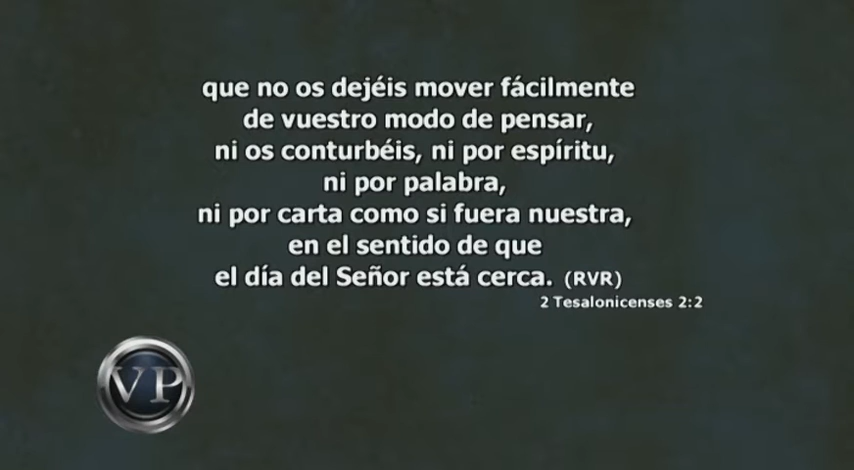 que no os dejéis mover fácilmente
de vuestro modo de pensar,
ni os conturbéis, ni por espíritu,
ni por palabra,
ni por carta como si fuera nuestra,
en el sentido de que
el día del Señor está cerca. (RVR)
2 Tesalonicenses 2:2
VP